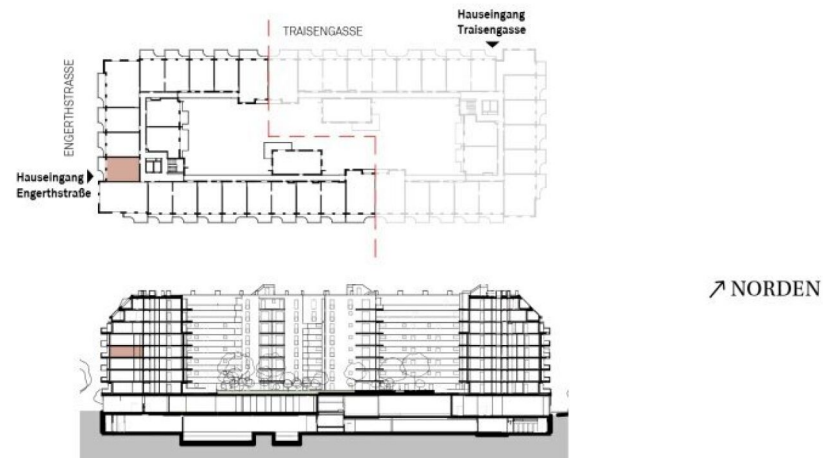 Hauseingang
Traisengasse
TRAISENGASSE
ENGERTHSTRASSE
Hauseingang
Engerthstraße
NORDEN